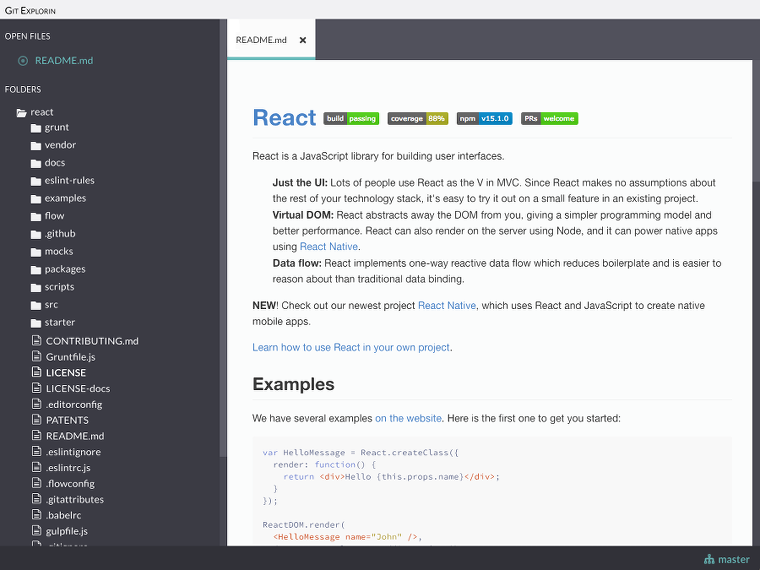 Git Explorin
OPEN FILES
README.md
FOLDERS
react
grunt
vendor
docs
eslint-rules
examples
flow
.github
mocks
packages
scripts
src
starter
CONTRIBUTING.md
Gruntfile.js
LICENSE
LICENSE-docs
.editorconfig
PATENTS
README.md
.eslintignore
.eslintrc.js
.flowconfig
.gitattributes
.babelrc
gulpfile.js
README.md ×
React build passing coverage 88% npm v15.1.0 PRs welcome
React is a JavaScript library for building user interfaces.
Just the UI: Lots of people use React as the V in MVC. Since React makes no assumptions about
the rest of your technology stack, it's easy to try it out on a small feature in an existing project.
Virtual DOM: React abstracts away the DOM from you, giving a simpler programming model and
better performance. React can also render on the server using Node, and it can power native apps
using React Native.
Data flow: React implements one-way reactive data flow which reduces boilerplate and is easier to
reason about than traditional data binding.
NEW! Check out our newest project React Native, which uses React and JavaScript to create native
mobile apps.
Learn how to use React in your own project.
Examples
We have several examples on the website. Here is the first one to get you started:
var HelloMessage = React.createClass({
render: function() {
return <div>Hello {this.props.name}</div>;
}
});
ReactDOM.render(
<HelloMessage name="John" />,
master